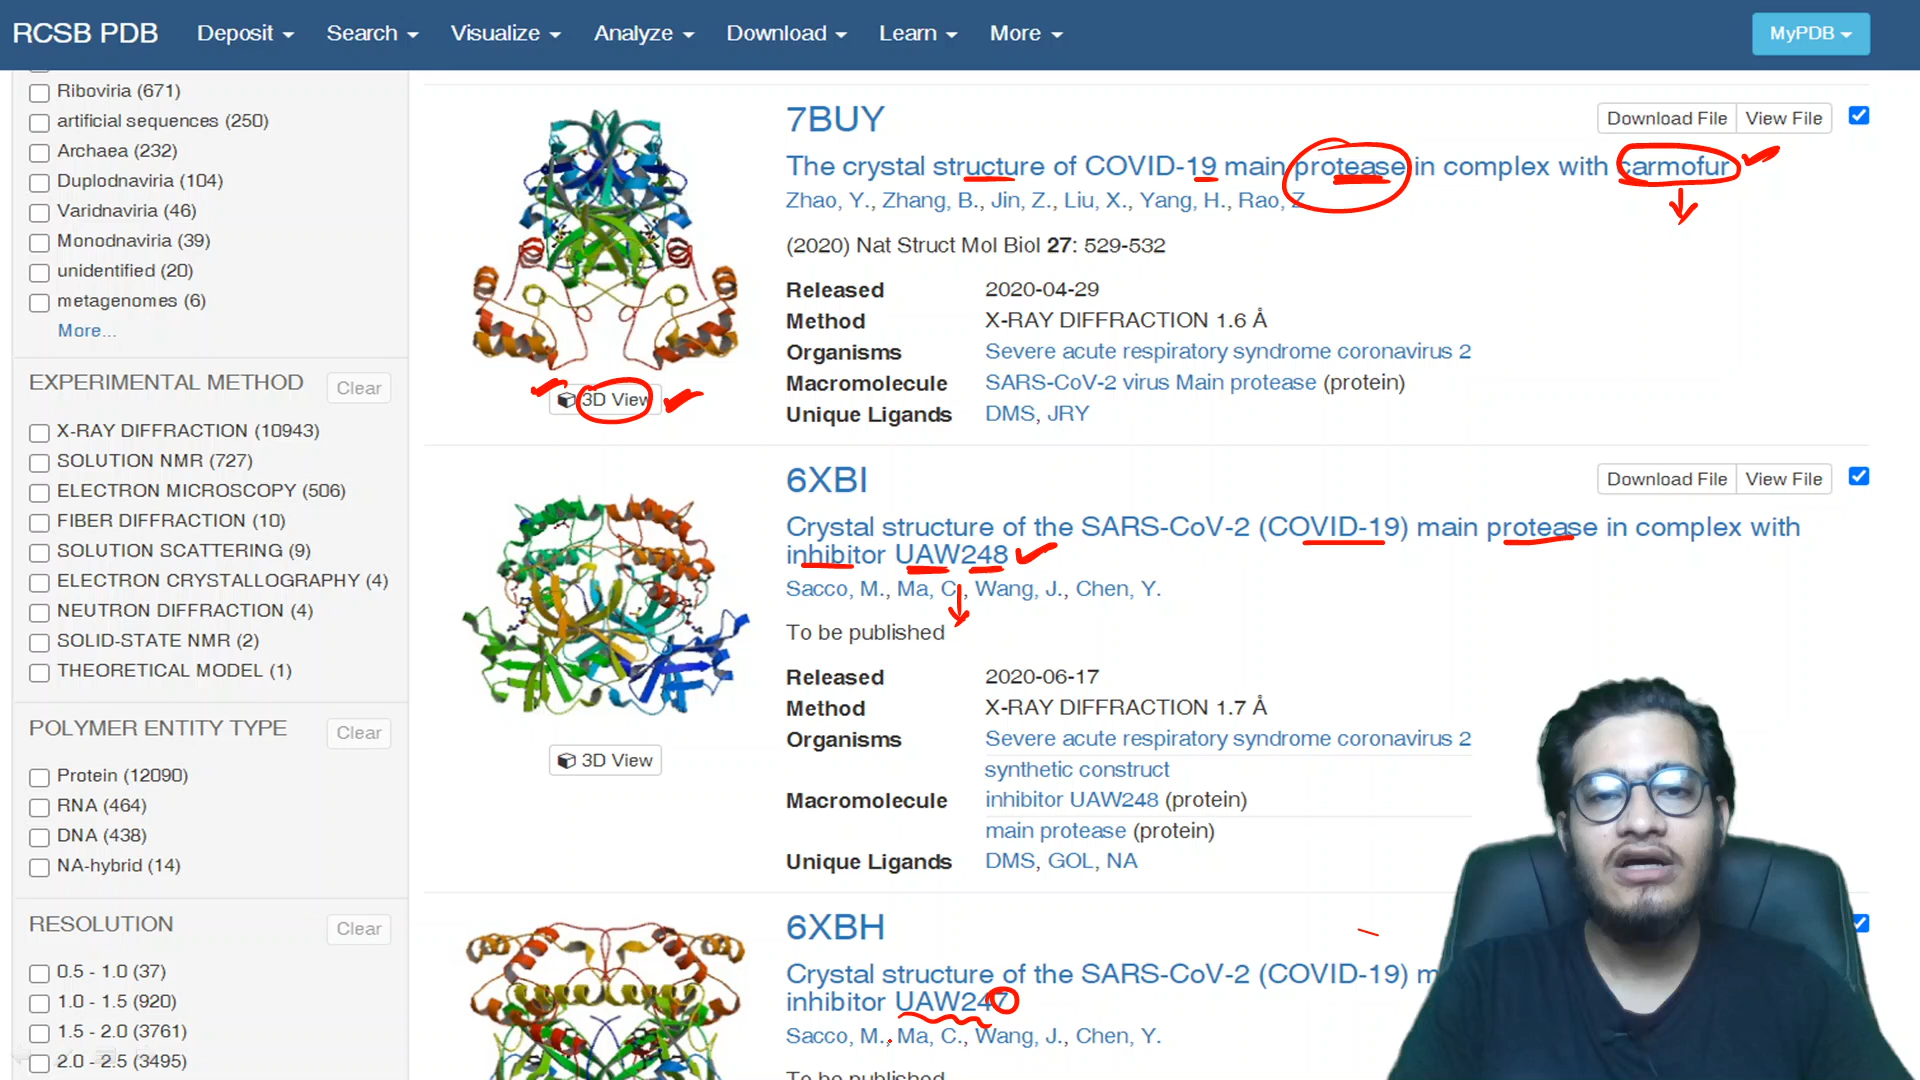 RCSB PDB Deposit Search Visualize Analyze Download Learn More MyPDB
Riboviria (671)
artificial sequences (250)
Archaea (232)
Duplodnaviria (104)
Varidnaviria (46)
Monodnaviria (39)
unidentified (20)
metagenomes (6)
More...
EXPERIMENTAL METHOD Clear
X-RAY DIFFRACTION (10943)
SOLUTION NMR (727)
ELECTRON MICROSCOPY (506)
FIBER DIFFRACTION (10)
SOLUTION SCATTERING (9)
ELECTRON CRYSTALLOGRAPHY (4)
NEUTRON DIFFRACTION (4)
SOLID-STATE NMR (2)
THEORETICAL MODEL (1)
POLYMER ENTITY TYPE Clear
Protein (12090)
RNA (464)
DNA (438)
NA-hybrid (14)
RESOLUTION Clear
0.5 - 1.0 (37)
1.0 - 1.5 (920)
1.5 - 2.0 (3761)
2.0 - 2.5 (3495)
7BUY Download File View File
The crystal structure of COVID-19 main protease in complex with carmofur
Zhao, Y., Zhang, B., Jin, Z., Liu, X., Yang, H., Rao, Z.
(2020) Nat Struct Mol Biol 27: 529-532
Released 2020-04-29
Method X-RAY DIFFRACTION 1.6 Å
Organisms Severe acute respiratory syndrome coronavirus 2
Macromolecule SARS-CoV-2 virus Main protease (protein)
Unique Ligands DMS, JRY
3D View
6XBI Download File View File
Crystal structure of the SARS-CoV-2 (COVID-19) main protease in complex with
inhibitor UAW248
Sacco, M., Ma, C., Wang, J., Chen, Y.
To be published
Released 2020-06-17
Method X-RAY DIFFRACTION 1.7 Å
Organisms Severe acute respiratory syndrome coronavirus 2
synthetic construct
Macromolecule inhibitor UAW248 (protein)
main protease (protein)
Unique Ligands DMS, GOL, NA
3D View
6XBH
Crystal structure of the SARS-CoV-2 (COVID-19) m
inhibitor UAW247
Sacco, M., Ma, C., Wang, J., Chen, Y.
To be published